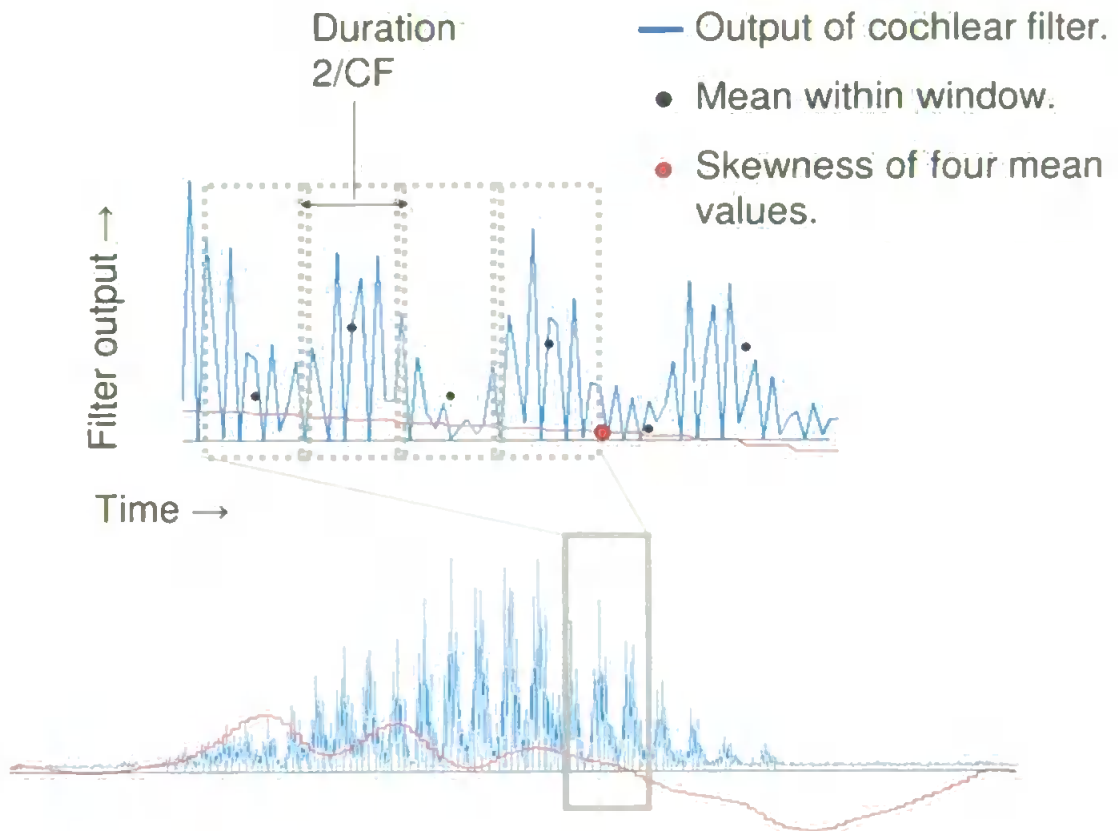 Duration
2/CF
Output of cochlear filter.
Mean within window.
Skewness of four mean
values.
Filter output →
Time →